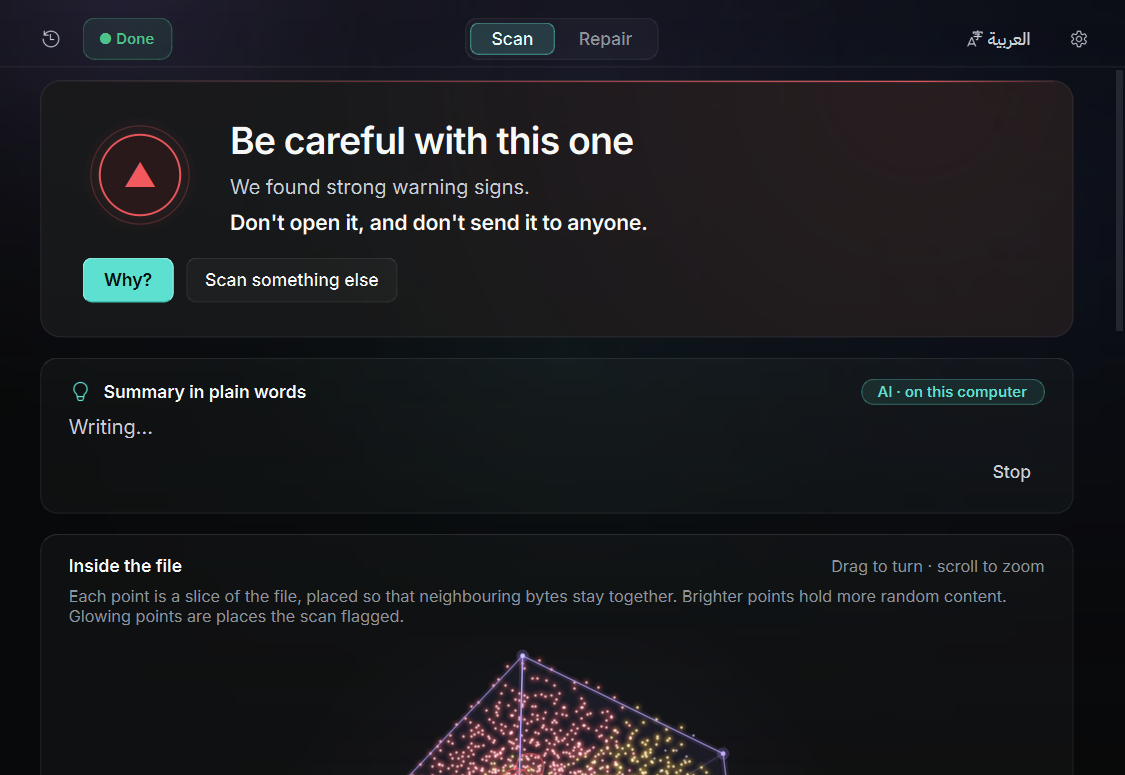 Done
Scan
Repair
العربية
Be careful with this one
We found strong warning signs.
Don't open it, and don't send it to anyone.
Why?
Scan something else
Summary in plain words
AI · on this computer
Writing...
Stop
Inside the file
Drag to turn · scroll to zoom
Each point is a slice of the file, placed so that neighbouring bytes stay together. Brighter points hold more random content.
Glowing points are places the scan flagged.